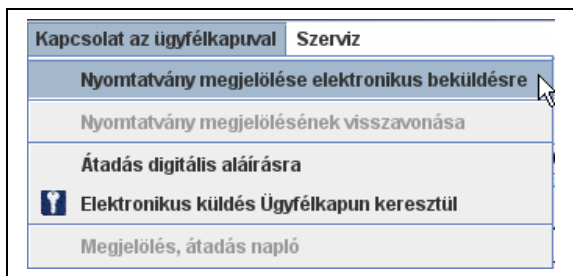 Kapcsolat az ügyfélkapuval Szerviz
Nyomtatvány megjelölése elektronikus beküldésre
Nyomtatvány megjelölésének visszavonása
Átadás digitális aláírásra
Elektronikus küldés Ügyfélkapun keresztül
Megjelölés, átadás napló